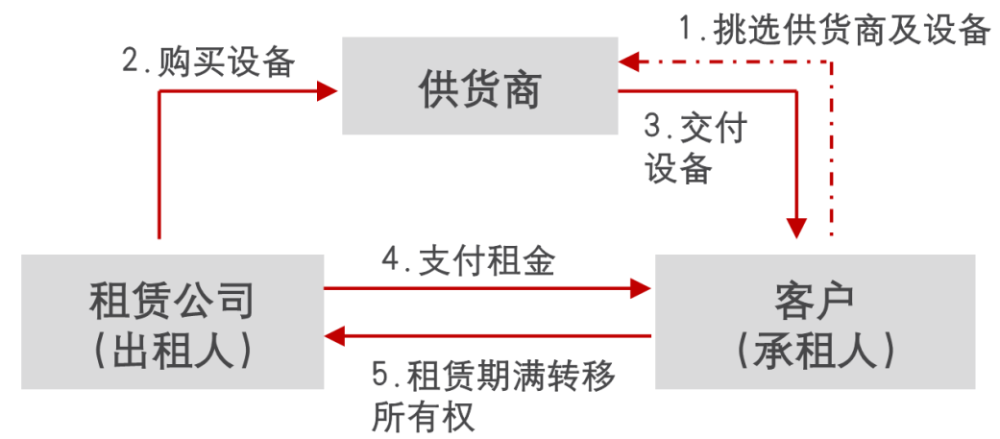 1.挑选供货商及设备
2.购买设备
供货商
3.交付
设备
4.支付租金
租赁公司
(出租人)
客户
(承租人)
5.租赁期满转移
所有权